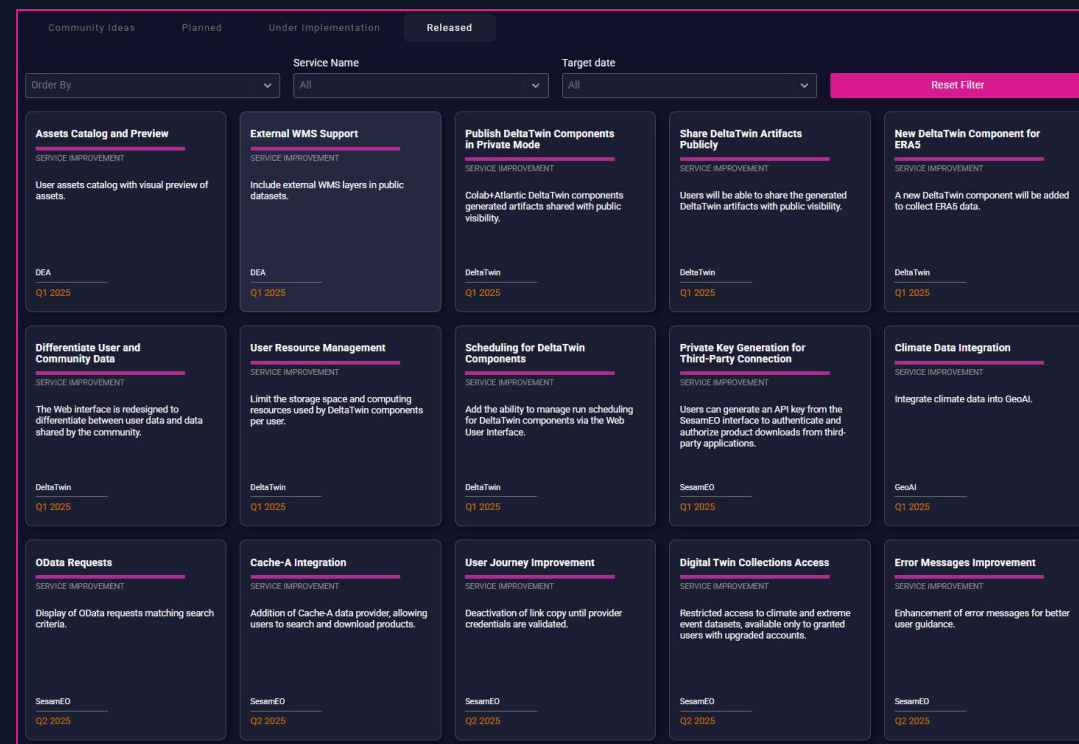 Community Ideas
Planned
Under Implementation
Released
Service Name
Target date
Order By
All
All
Reset Filter
Assets Catalog and Preview
SERVICE IMPROVEMENT
User assets catalog with visual preview of
assets.
DEA
Q1 2025
External WMS Support
SERVICE IMPROVEMENT
Include external WMS layers in public
datasets.
DEA
Q1 2025
Publish DeltaTwin Components
in Private Mode
SERVICE IMPROVEMENT
Colab+Atlantic DeltaTwin components
generated artifacts shared with public
visibility.
DeltaTwin
Q1 2025
Share DeltaTwin Artifacts
Publicly
SERVICE IMPROVEMENT
Users will be able to share the generated
DeltaTwin artifacts with public visibility.
DeltaTwin
Q1 2025
New DeltaTwin Component for
ERA5
SERVICE IMPROVEMENT
A new DeltaTwin component will be added
to collect ERA5 data.
DeltaTwin
Q1 2025
Differentiate User and
Community Data
SERVICE IMPROVEMENT
The Web interface is redesigned to
differentiate between user data and data
shared by the community.
DeltaTwin
Q1 2025
User Resource Management
SERVICE IMPROVEMENT
Limit the storage space and computing
resources used by DeltaTwin components
per user.
DeltaTwin
Q1 2025
Scheduling for DeltaTwin
Components
SERVICE IMPROVEMENT
Add the ability to manage run scheduling
for DeltaTwin components via the Web
User Interface.
DeltaTwin
Q1 2025
Private Key Generation for
Third-Party Connection
SERVICE IMPROVEMENT
Users can generate an API key from the
SesamEO interface to authenticate and
authorize product downloads from third-
party applications.
SesamEO
Q1 2025
Climate Data Integration
SERVICE IMPROVEMENT
Integrate climate data into GeoAI.
GeoAI
Q1 2025
OData Requests
SERVICE IMPROVEMENT
Display of OData requests matching search
criteria.
SesamEO
Q2 2025
Cache-A Integration
SERVICE IMPROVEMENT
Addition of Cache-A data provider, allowing
users to search and download products.
SesamEO
Q2 2025
User Journey Improvement
SERVICE IMPROVEMENT
Deactivation of link copy until provider
credentials are validated.
SesamEO
Q2 2025
Digital Twin Collections Access
SERVICE IMPROVEMENT
Restricted access to climate and extreme
event datasets, available only to granted
users with upgraded accounts.
SesamEO
Q2 2025
Error Messages Improvement
SERVICE IMPROVEMENT
Enhancement of error messages for better
user guidance.
SesamEO
Q2 2025